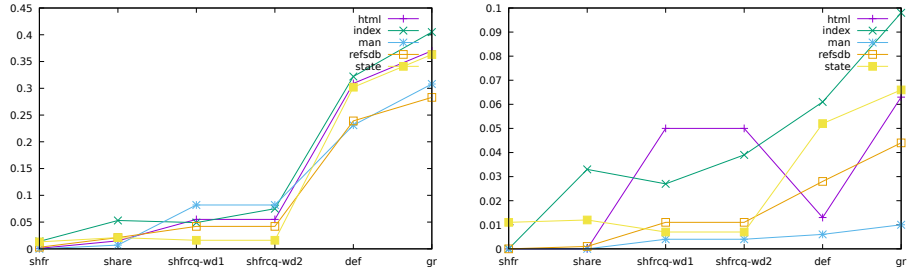 0.45
0.4
0.35
0.3
0.25
0.2
0.15
0.1
0.05
0
shfr
share
shfrcq-wd1
shfrcq-wd2
def
gr
html
index
man
refsdb
state
0.1
0.09
0.08
0.07
0.06
0.05
0.04
0.03
0.02
0.01
0
shfr
share
shfrcq-wd1
shfrcq-wd2
def
gr
html
index
man
refsdb
state